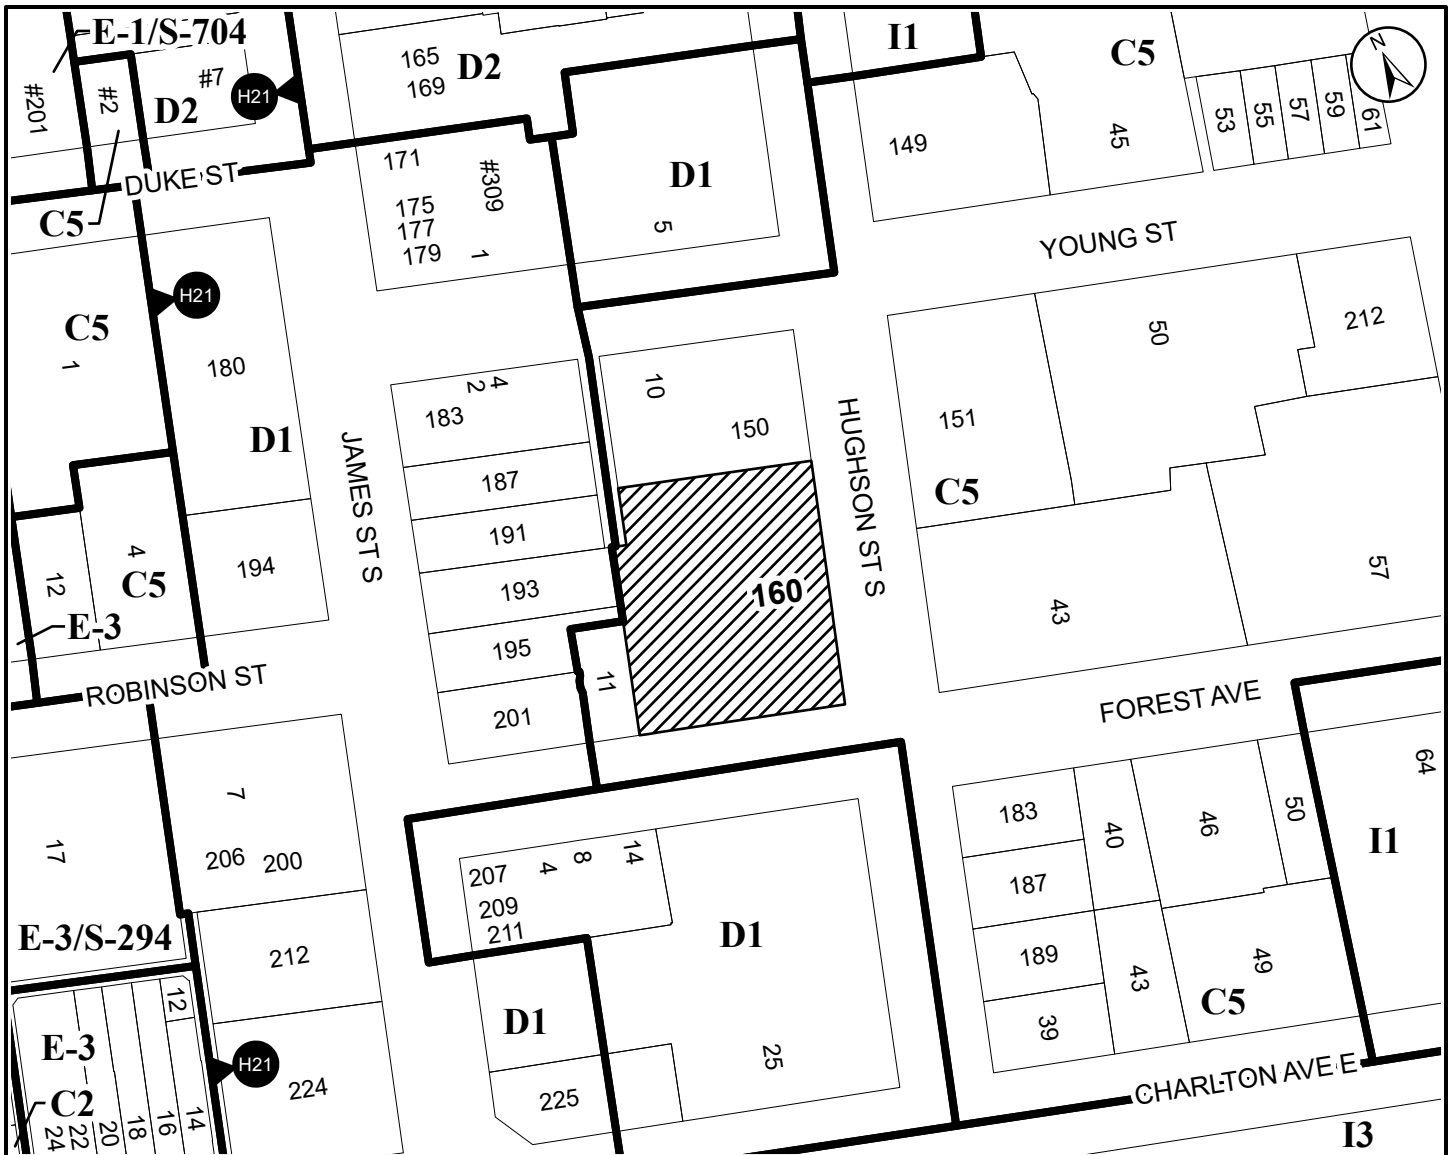 E-1/S-704
#201
#2
#7
D2
H21
165
169
D2
I1
C5
N
149
45
53
55
57
59
61
DUKE ST
C5
171
#309
175
177
179
1
D1
5
YOUNG ST
C5
1
H21
180
D1
194
4
12
C5
E-3
JAMES ST S
2
4
183
187
191
193
195
201
11
10
150
160
HUGHSON ST S
151
C5
50
212
43
57
ROBINSON ST
FOREST AVE
7
206
200
17
E-3/S-294
212
12
H21
224
E-3
C2
24
22
20
18
16
14
207
209
211
4
8
14
D1
D1
25
225
183
187
189
39
40
43
46
50
49
C5
64
I1
CHARLTON AVE E
I3